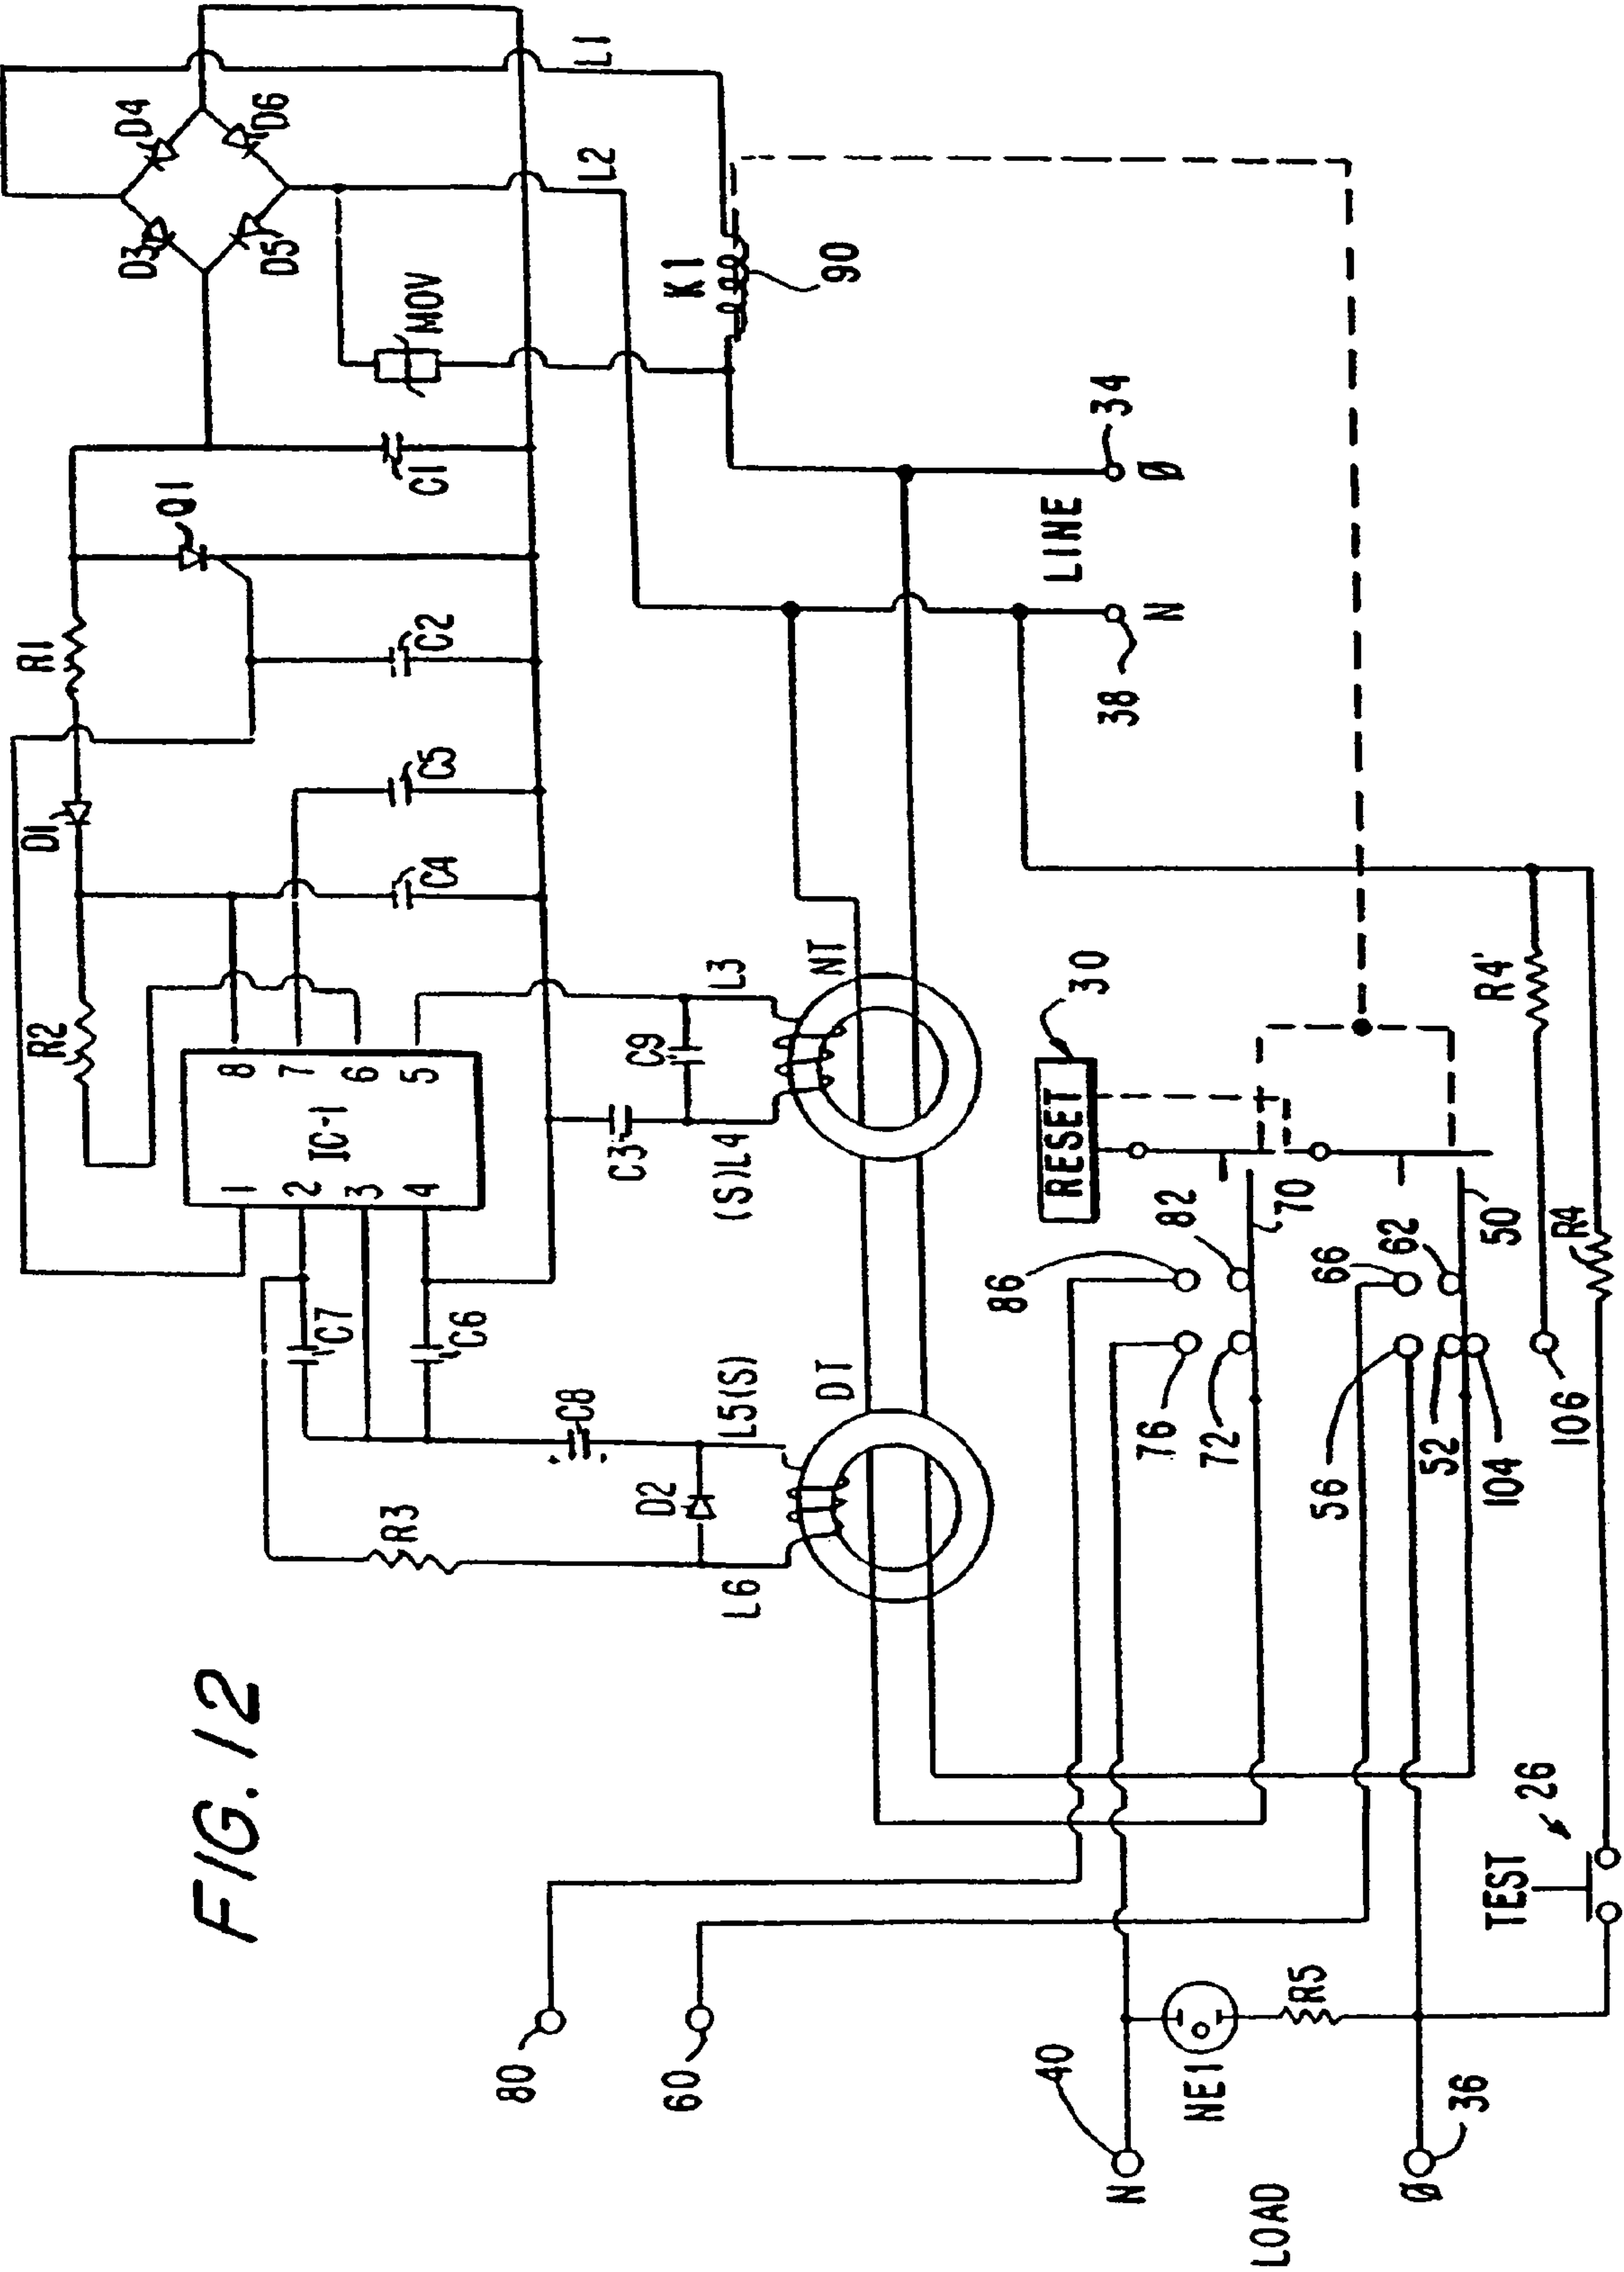 FIG. 12
D4
D6
D3
D5
L1
L2
MOV
K1
90
C1
Q1
34
Ø
LINE
N
38
R1
C2
D1
C5
C4
R2
IC-1
8
7
6
5
1
2
3
4
C9
L3
NT
C3
(S)L4
30
RESET
R4'
C7
C6
C8
L5(S)
DT
D2
R3
L6
86
82
70
66
62
50
R4
76
72
56
52
104
106
26
TEST
80
60
40
N
NE1
R5
LOAD
Ø
36